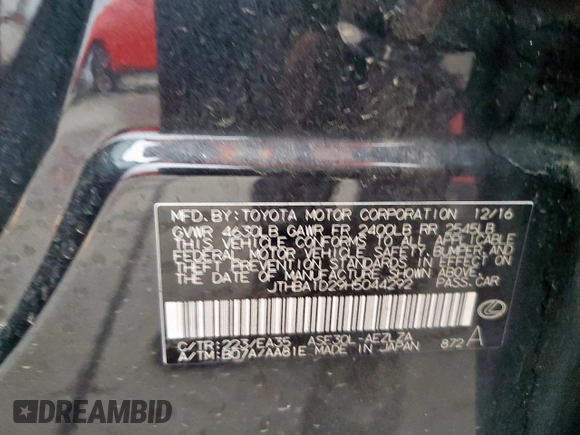 MFD.BY:TOYOTA MOTOR CORPORATION 12/16
GVWR 4630LB GAWR FR 2400LB RR 2545LB
THIS VEHICLE CONFORMS TO ALL APPLICABLE
FEDERAL MOTOR VEHICLE SAFETY, BUMPER, AND
THEFT PREVENTION STANDARDS IN EFFECT ON
THE DATE OF MANUFACTURE SHOWN ABOVE.
JTHBA1D29H5044292 PASS.CAR
C/TR:223/EA35 ASE30L-AEZLZA A
A/TM:B07A/AA81E MADE IN JAPAN 872
DREAMBID